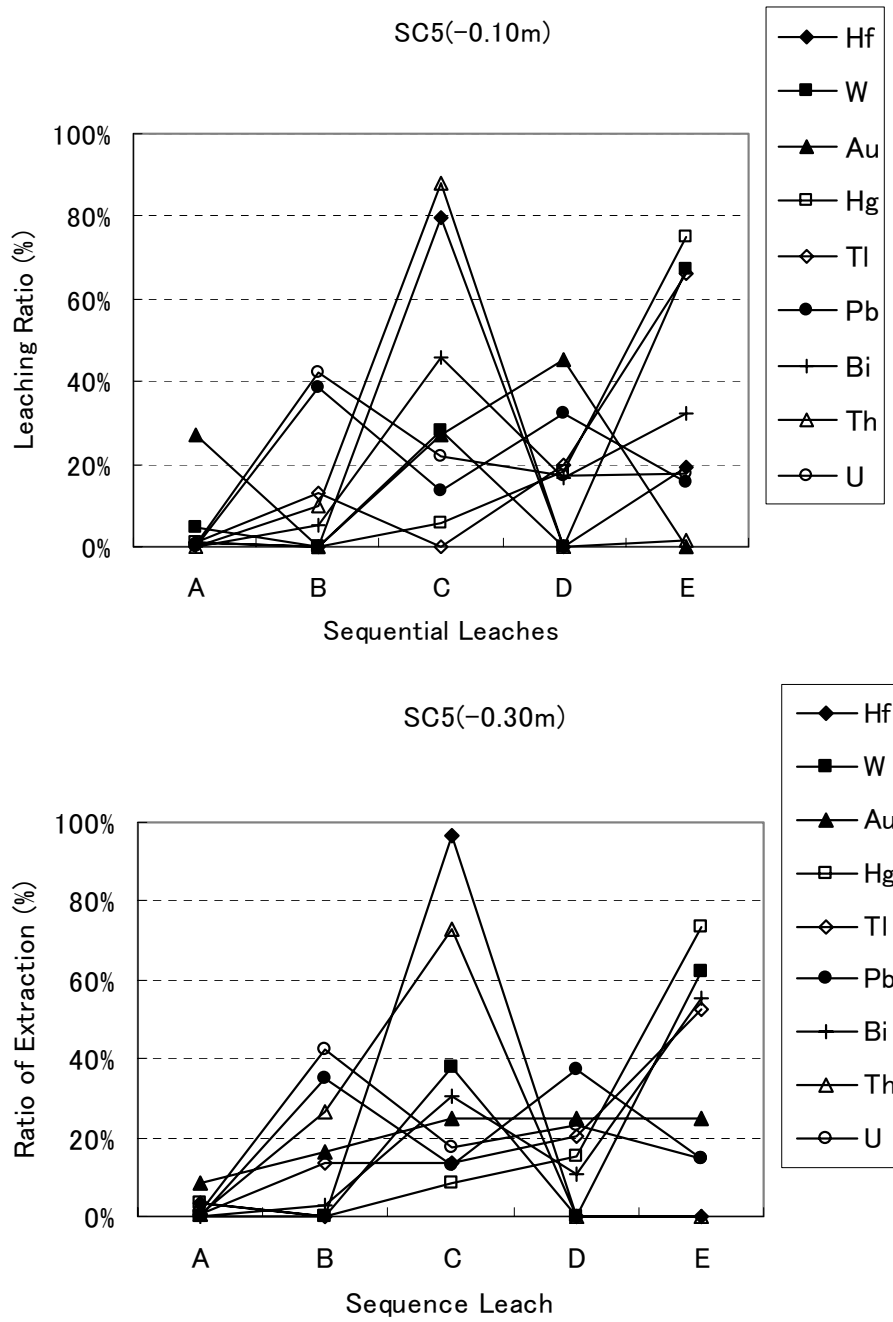 SC5(-0.10m)
Hf
W
Au
Hg
Tl
Pb
Bi
Th
U
100%
80%
60%
40%
20%
0%
Leaching Ratio (%)
A B C D E
Sequential Leaches
SC5(-0.30m)
Hf
W
Au
Hg
Tl
Pb
Bi
Th
U
100%
80%
60%
40%
20%
0%
Ratio of Extraction (%)
A B C D E
Sequence Leach